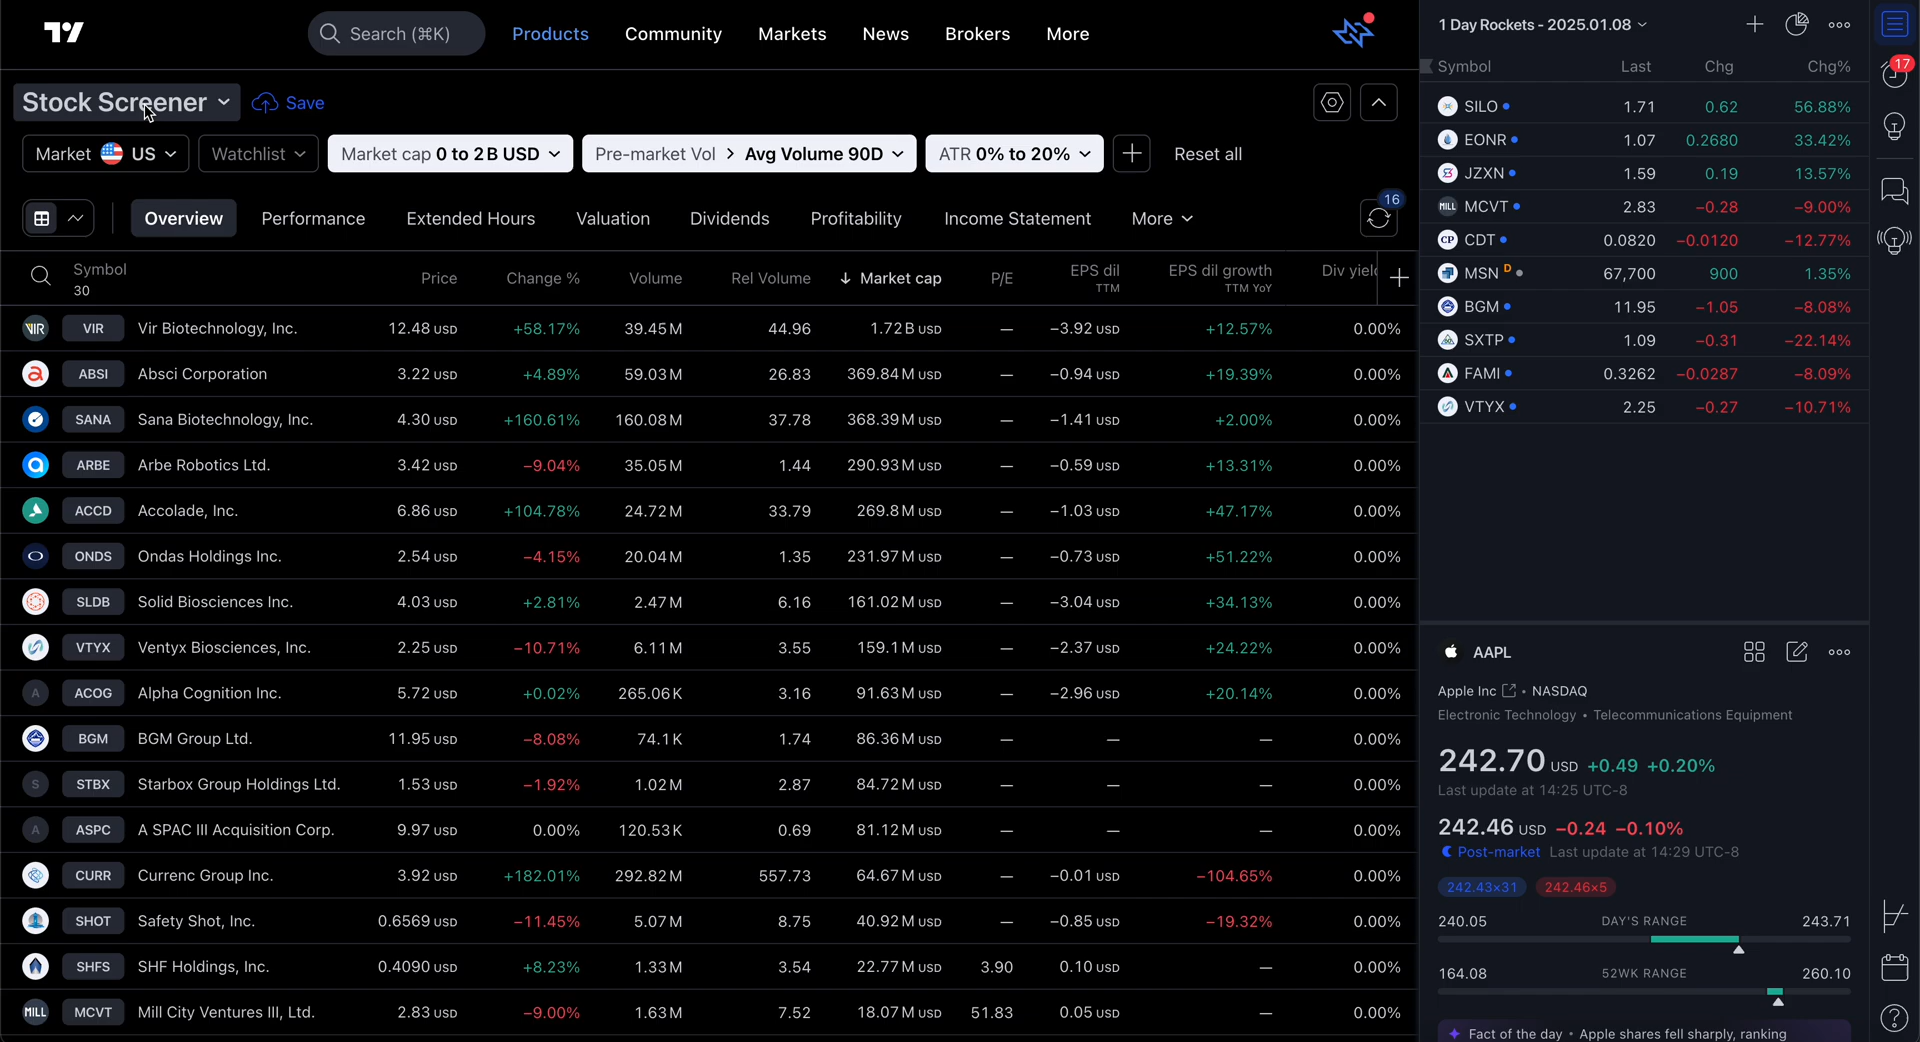 Search (⌘K)
Products
Community
Markets
News
Brokers
More
Stock Screener
Save
Market US
Watchlist
Market cap 0 to 2B USD
Pre-market Vol > Avg Volume 90D
ATR 0% to 20%
Reset all
Overview
Performance
Extended Hours
Valuation
Dividends
Profitability
Income Statement
More
16
Symbol
30
Price
Change %
Volume
Rel Volume
↓ Market cap
P/E
EPS dil
TTM
EPS dil growth
TTM YoY
Div yield
VIR VIR Vir Biotechnology, Inc. 12.48 USD +58.17% 39.45 M 44.96 1.72 B USD — −3.92 USD +12.57% 0.00%
ABSI Absci Corporation 3.22 USD +4.89% 59.03 M 26.83 369.84 M USD — −0.94 USD +19.39% 0.00%
SANA Sana Biotechnology, Inc. 4.30 USD +160.61% 160.08 M 37.78 368.39 M USD — −1.41 USD +2.00% 0.00%
ARBE Arbe Robotics Ltd. 3.42 USD −9.04% 35.05 M 1.44 290.93 M USD — −0.59 USD +13.31% 0.00%
ACCD Accolade, Inc. 6.86 USD +104.78% 24.72 M 33.79 269.8 M USD — −1.03 USD +47.17% 0.00%
ONDS Ondas Holdings Inc. 2.54 USD −4.15% 20.04 M 1.35 231.97 M USD — −0.73 USD +51.22% 0.00%
SLDB Solid Biosciences Inc. 4.03 USD +2.81% 2.47 M 6.16 161.02 M USD — −3.04 USD +34.13% 0.00%
VTYX Ventyx Biosciences, Inc. 2.25 USD −10.71% 6.11 M 3.55 159.1 M USD — −2.37 USD +24.22% 0.00%
A ACOG Alpha Cognition Inc. 5.72 USD +0.02% 265.06 K 3.16 91.63 M USD — −2.96 USD +20.14% 0.00%
BGM BGM Group Ltd. 11.95 USD −8.08% 74.1 K 1.74 86.36 M USD — — — 0.00%
S STBX Starbox Group Holdings Ltd. 1.53 USD −1.92% 1.02 M 2.87 84.72 M USD — — — 0.00%
A ASPC A SPAC III Acquisition Corp. 9.97 USD 0.00% 120.53 K 0.69 81.12 M USD — — — 0.00%
CURR Currenc Group Inc. 3.92 USD +182.01% 292.82 M 557.73 64.67 M USD — −0.01 USD −104.65% 0.00%
SHOT Safety Shot, Inc. 0.6569 USD −11.45% 5.07 M 8.75 40.92 M USD — −0.85 USD −19.32% 0.00%
SHFS SHF Holdings, Inc. 0.4090 USD +8.23% 1.33 M 3.54 22.77 M USD 3.90 0.10 USD — 0.00%
MILL MCVT Mill City Ventures III, Ltd. 2.83 USD −9.00% 1.63 M 7.52 18.07 M USD 51.83 0.05 USD — 0.00%
1 Day Rockets - 2025.01.08
17
Symbol Last Chg Chg%
SILO 1.71 0.62 56.88%
EONR 1.07 0.2680 33.42%
JZXN 1.59 0.19 13.57%
MILL MCVT 2.83 −0.28 −9.00%
CP CDT 0.0820 −0.0120 −12.77%
MSN D 67,700 900 1.35%
BGM 11.95 −1.05 −8.08%
SXTP 1.09 −0.31 −22.14%
FAMI 0.3262 −0.0287 −8.09%
VTYX 2.25 −0.27 −10.71%
AAPL
Apple Inc • NASDAQ
Electronic Technology • Telecommunications Equipment
242.70 USD +0.49 +0.20%
Last update at 14:25 UTC-8
242.46 USD −0.24 −0.10%
Post-market Last update at 14:29 UTC-8
242.43×31 242.46×5
240.05 DAY'S RANGE 243.71
164.08 52WK RANGE 260.10
Fact of the day • Apple shares fell sharply, ranking